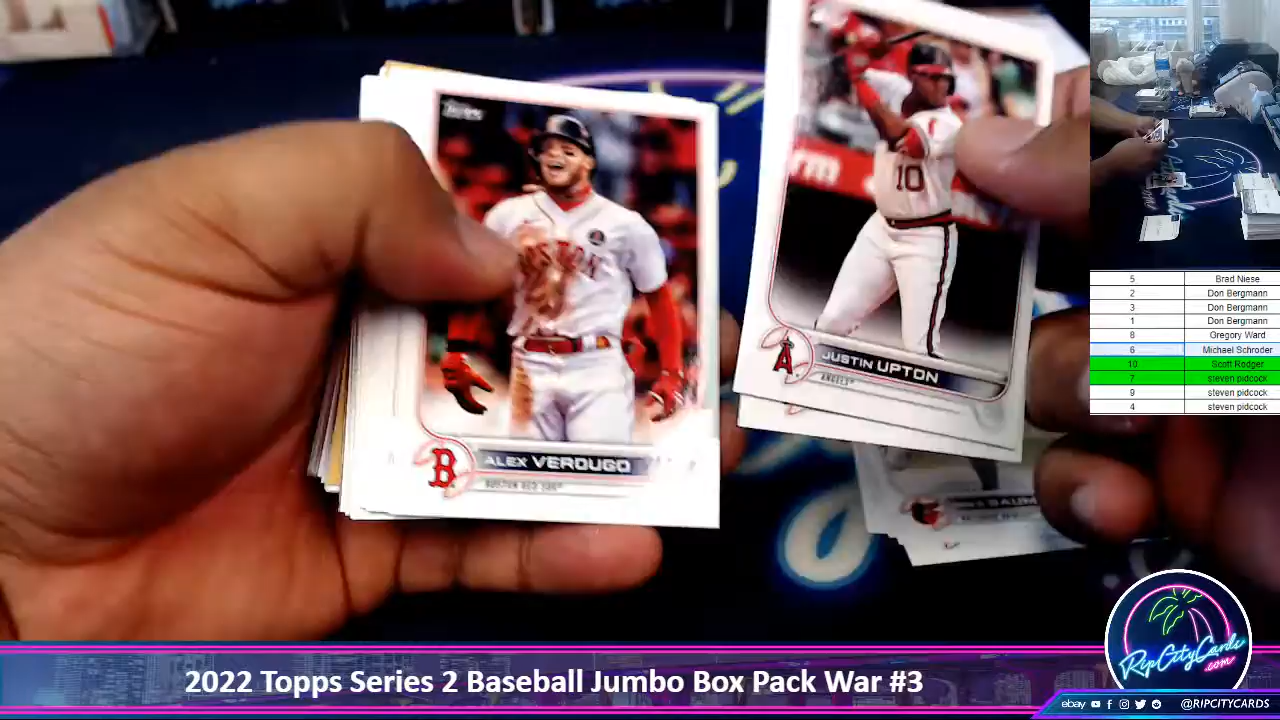 Topps
BOSTON
ALEX VERDUGO
BOSTON RED SOX®
10
JUSTIN UPTON
ANGELS®
5 Brad Niese
2 Don Bergmann
3 Don Bergmann
1 Don Bergmann
8 Gregory Ward
6 Michael Schroder
10 Scott Rodger
7 steven pidcock
9 steven pidcock
4 steven pidcock
RipCityCards
.com
2022 Topps Series 2 Baseball Jumbo Box Pack War #3
ebay @RIPCITYCARDS